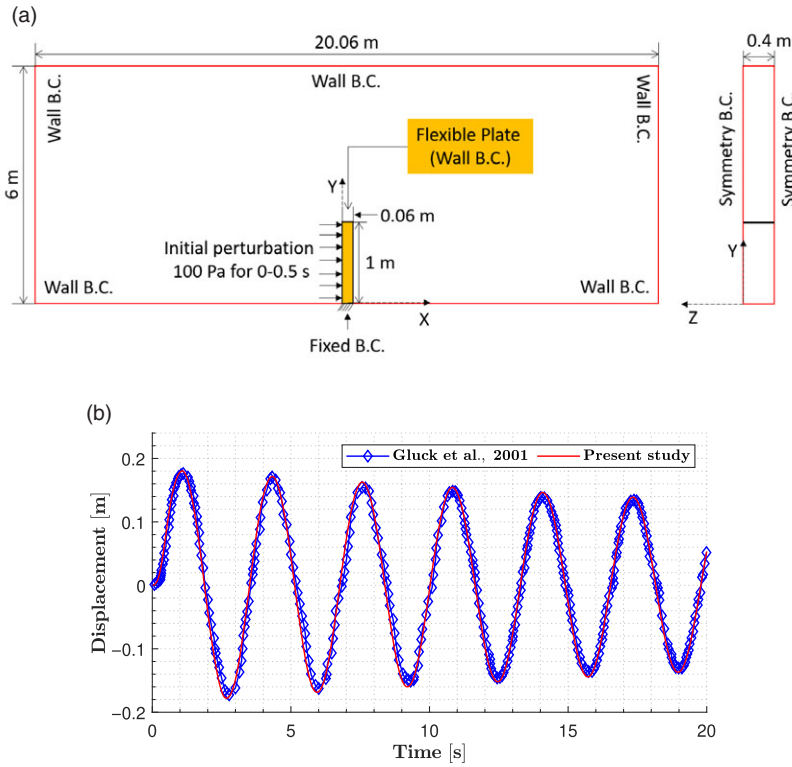 (a)
20.06 m
0.4 m
Wall B.C.
Wall B.C.
Wall B.C.
Symmetry B.C.
Symmetry B.C.
Flexible Plate
(Wall B.C.)
6 m
Y
0.06 m
Initial perturbation
100 Pa for 0-0.5 s
1 m
Y
Wall B.C.
Wall B.C.
X
Z
Fixed B.C.
(b)
Gluck et al., 2001
Present study
0.2
0.1
0
−0.1
−0.2
Displacement [m]
0
5
10
15
20
Time [s]